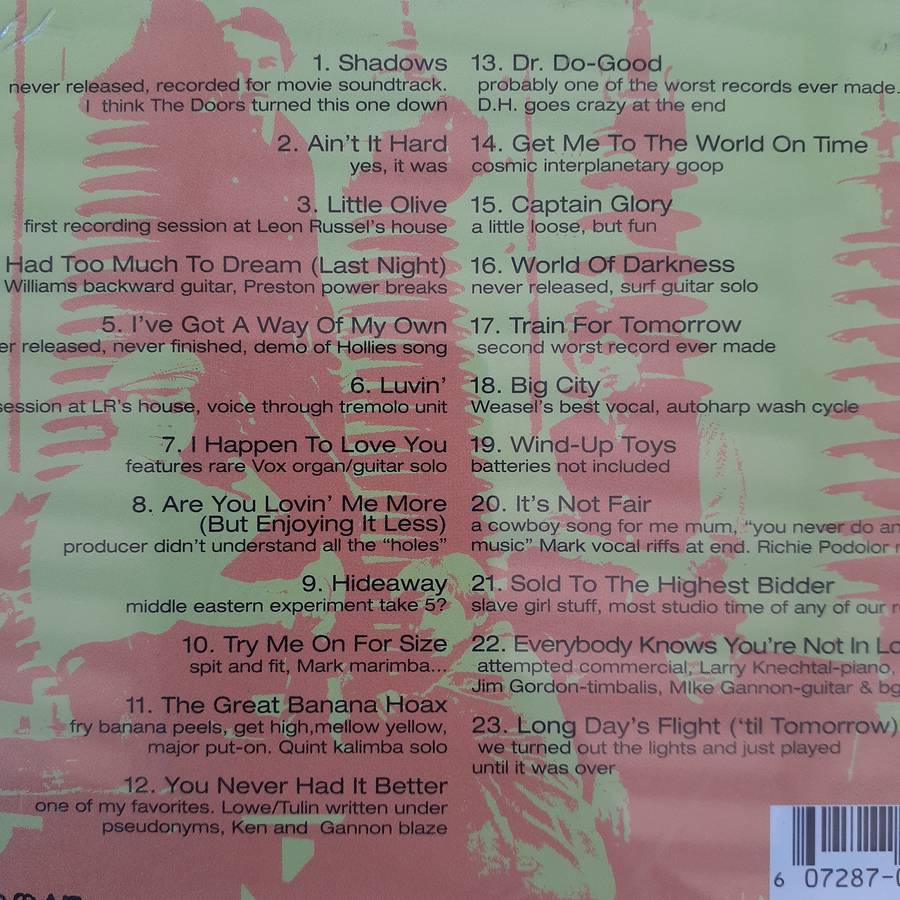 1. Shadows
never released, recorded for movie soundtrack.
I think The Doors turned this one down
2. Ain't It Hard
yes, it was
3. Little Olive
first recording session at Leon Russel's house
Had Too Much To Dream (Last Night)
Williams backward guitar, Preston power breaks
5. I've Got A Way Of My Own
er released, never finished, demo of Hollies song
6. Luvin'
session at LR's house, voice through tremolo unit
7. I Happen To Love You
features rare Vox organ/guitar solo
8. Are You Lovin' Me More
(But Enjoying It Less)
producer didn't understand all the “holes”
9. Hideaway
middle eastern experiment take 5?
10. Try Me On For Size
spit and fit, Mark marimba...
11. The Great Banana Hoax
fry banana peels, get high,mellow yellow,
major put-on. Quint kalimba solo
12. You Never Had It Better
one of my favorites. Lowe/Tulin written under
pseudonyms, Ken and Gannon blaze
13. Dr. Do-Good
probably one of the worst records ever made.
D.H. goes crazy at the end
14. Get Me To The World On Time
cosmic interplanetary goop
15. Captain Glory
a little loose, but fun
16. World Of Darkness
never released, surf guitar solo
17. Train For Tomorrow
second worst record ever made
18. Big City
Weasel's best vocal, autoharp wash cycle
19. Wind-Up Toys
batteries not included
20. It's Not Fair
a cowboy song for me mum, “you never do an
music” Mark vocal riffs at end. Richie Podolor
21. Sold To The Highest Bidder
slave girl stuff, most studio time of any of our
22. Everybody Knows You're Not In Lo
attempted commercial, Larry Knechtal-piano,
Jim Gordon-timbalis, MIke Gannon-guitar & bg
23. Long Day's Flight (‘til Tomorrow)
we turned out the lights and just played
until it was over
6 07287-0